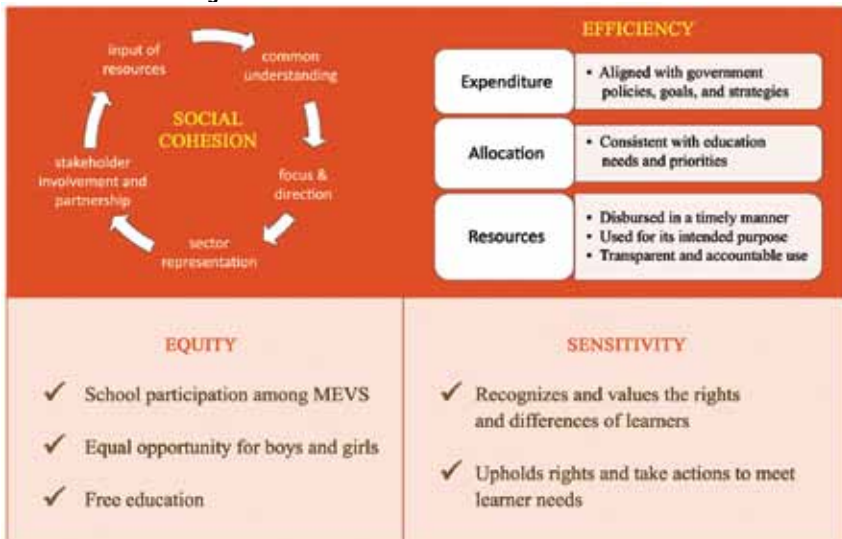 SOCIAL
COHESION
input of
resources
common
understanding
focus &
direction
sector
representation
stakeholder
involvement and
partnership
EFFICIENCY
Expenditure
• Aligned with government
policies, goals, and strategies
Allocation
• Consistent with education
needs and priorities
Resources
• Disbursed in a timely manner
• Used for its intended purpose
• Transparent and accountable use
EQUITY
✓ School participation among MEVS
✓ Equal opportunity for boys and girls
✓ Free education
SENSITIVITY
✓ Recognizes and values the rights
and differences of learners
✓ Upholds rights and take actions to meet
learner needs